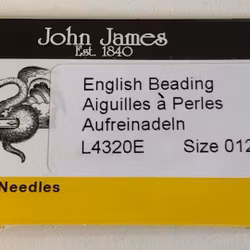 John James
Est. 1840
English Beading
Aiguilles à Perles
Aufreinadeln
L4320E Size 012
Needles